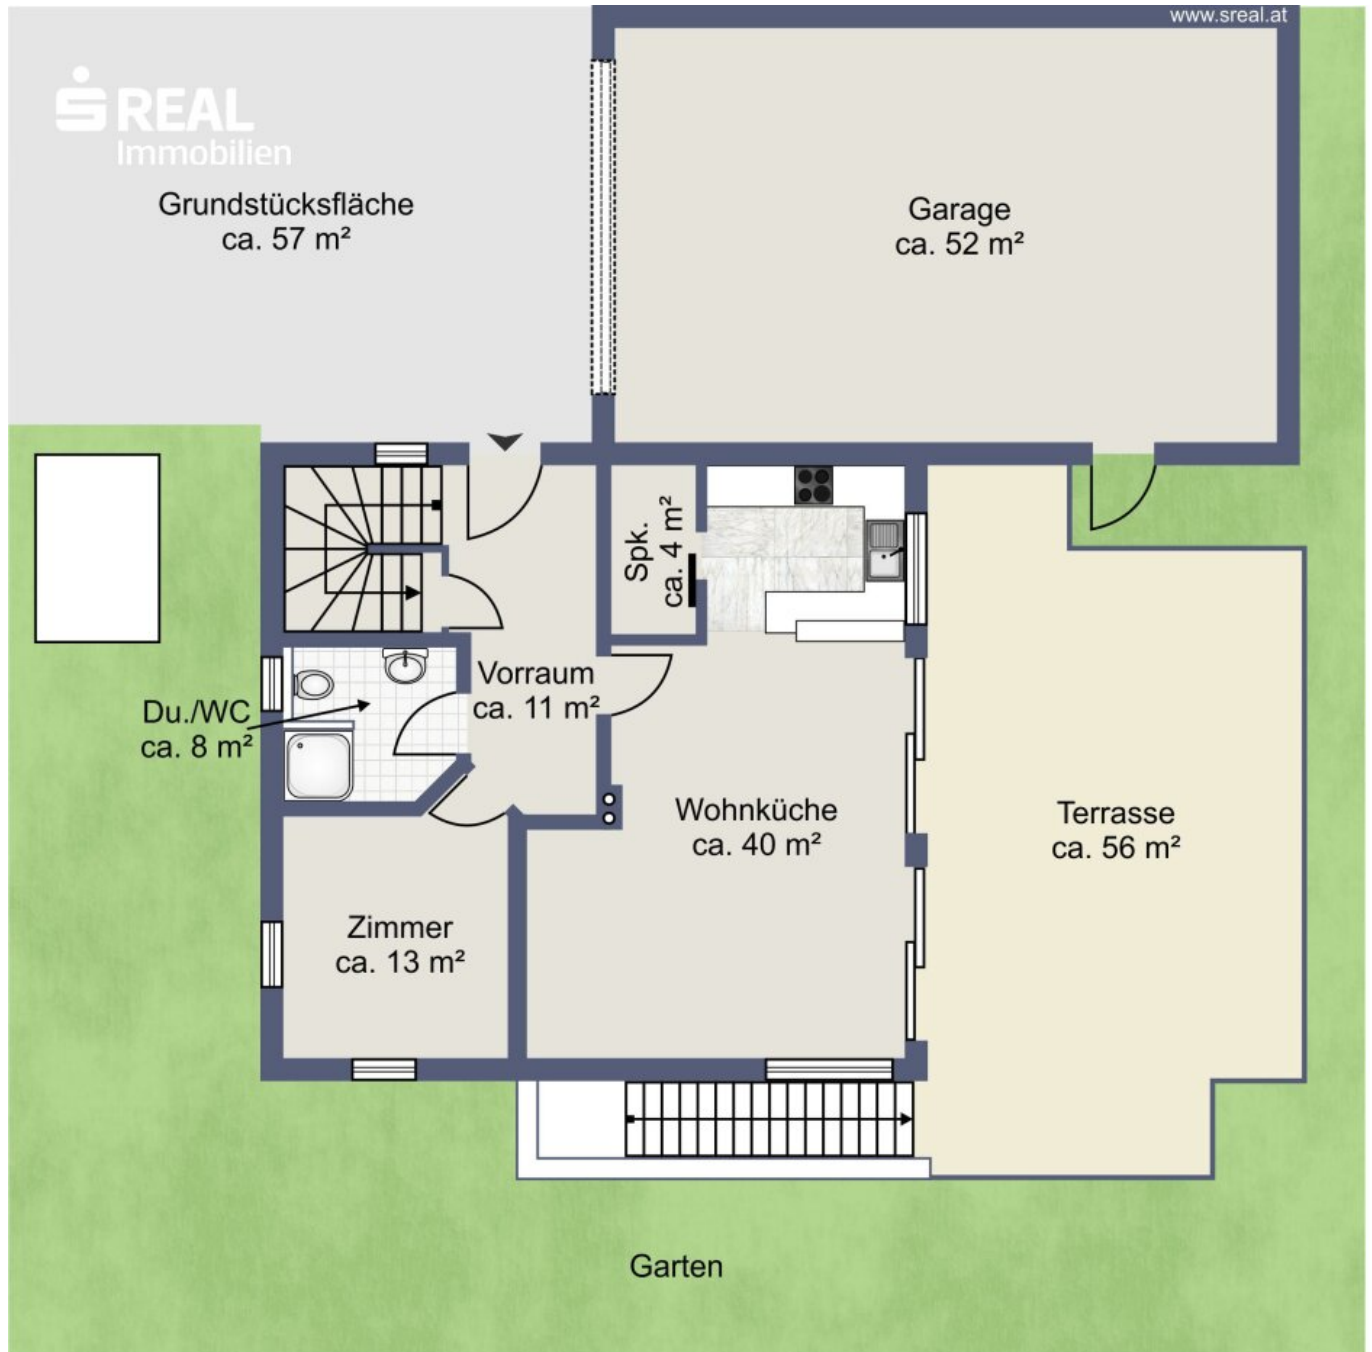 www.sreal.at
S REAL
Immobilien
Grundstücksfläche
ca. 57 m²
Garage
ca. 52 m²
Spk.
ca. 4 m²
Vorraum
ca. 11 m²
Du./WC
ca. 8 m²
Wohnküche
ca. 40 m²
Terrasse
ca. 56 m²
Zimmer
ca. 13 m²
Garten